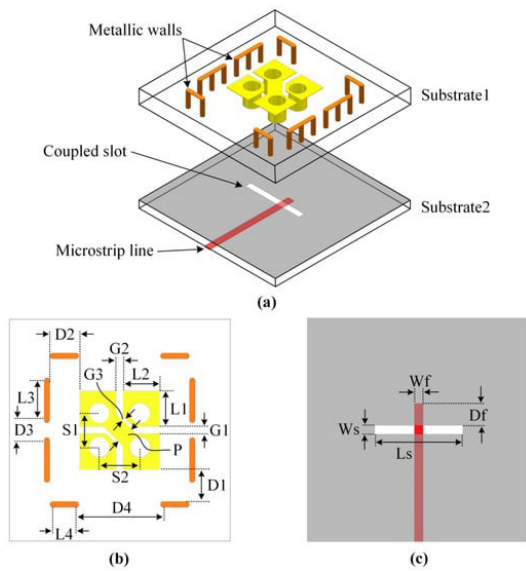 Metallic walls
Substrate1
Coupled slot
Substrate2
Microstrip line
(a)
D2
G2
G3
L2
L3
L1
D3
S1
G1
S2
P
D1
D4
L4
(b)
Wf
Df
Ws
Ls
(c)